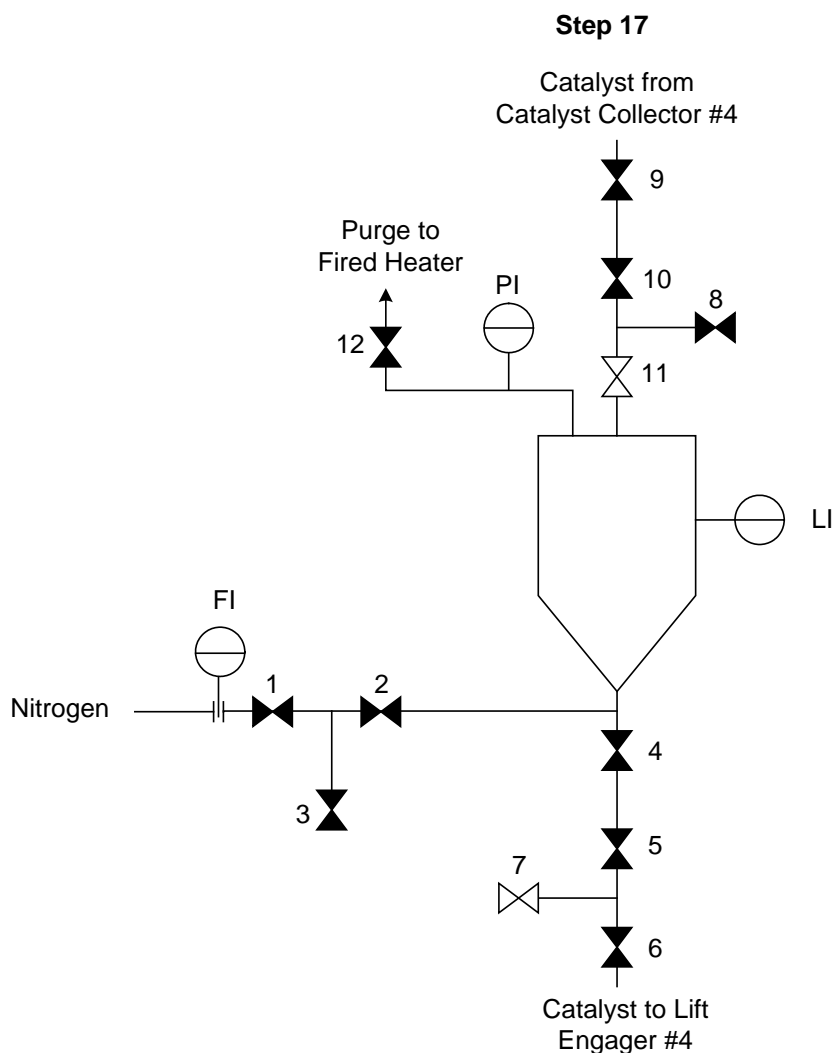 Step 17
Catalyst from
Catalyst Collector #4
9
Purge to
Fired Heater
PI
10
8
12
11
LI
FI
1
2
Nitrogen
4
3
5
7
6
Catalyst to Lift
Engager #4